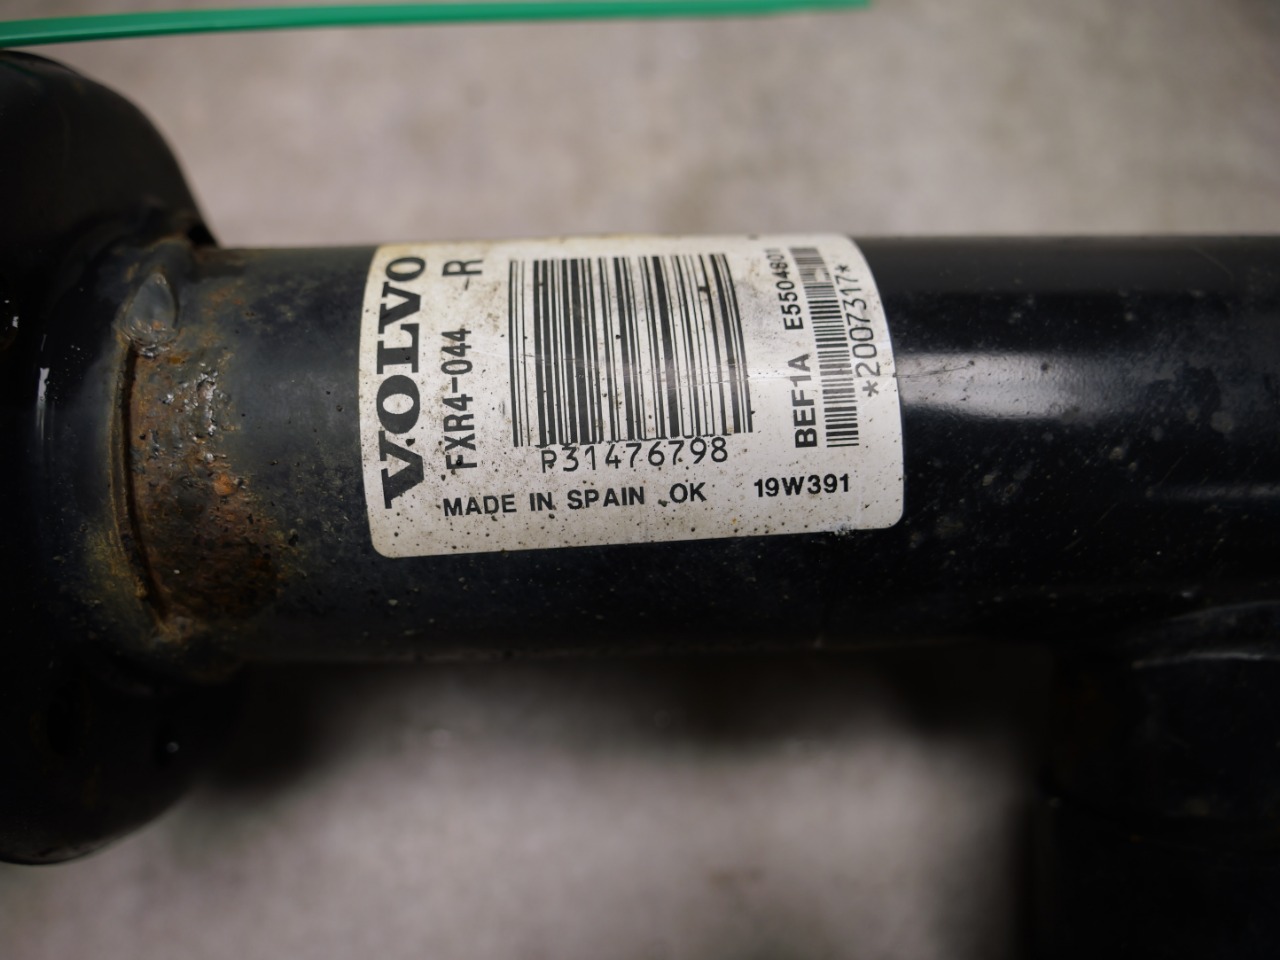 VOLVO
FXR4-044 -R
P31476798
MADE IN SPAIN OK 19W391
BEF1A E5504801
*2007317*